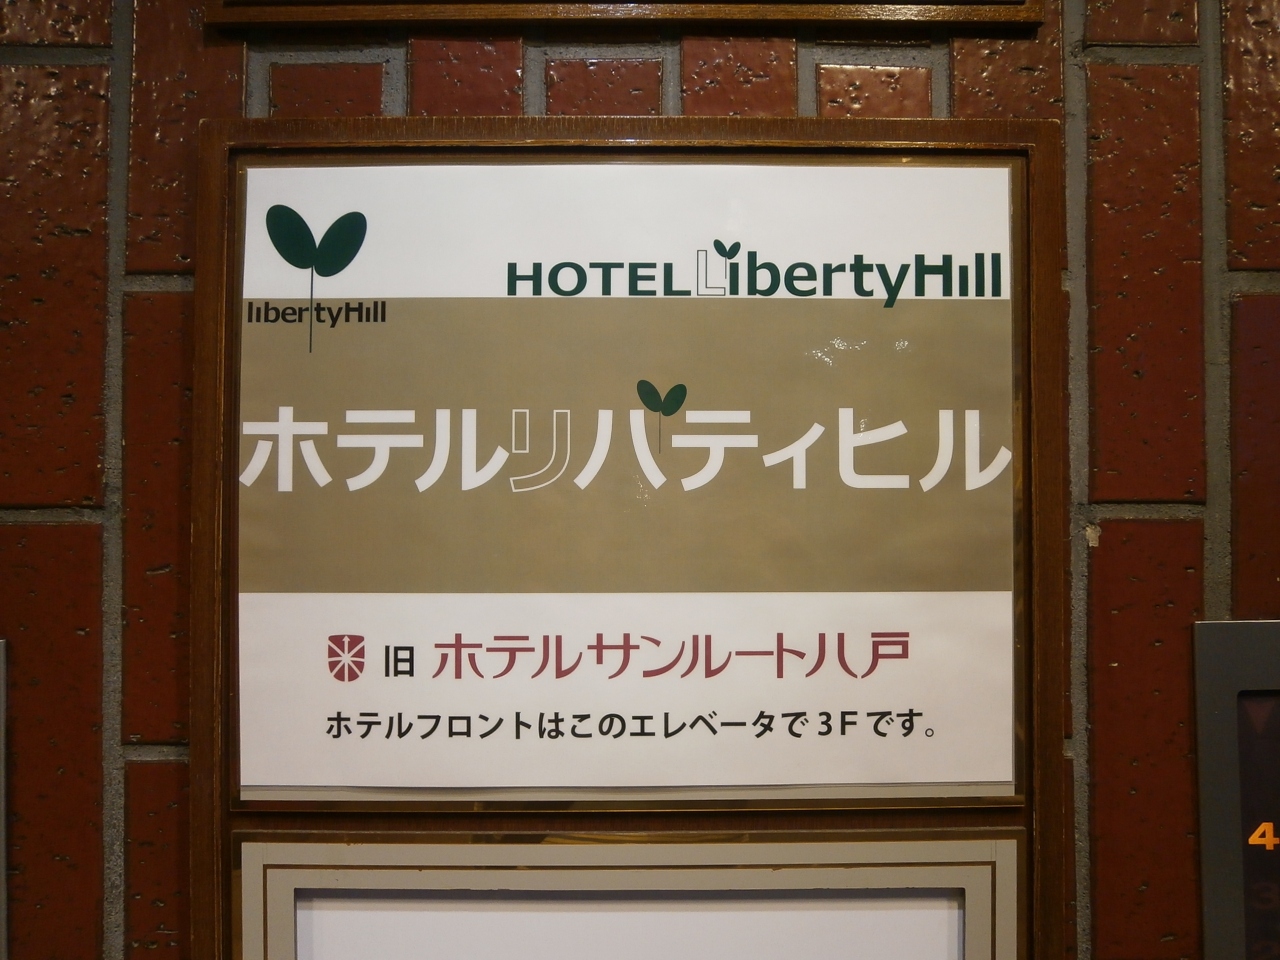 libertyHill
HOTEL LibertyHill
ホテルリバティヒル
旧 ホテルサンルート八戸
ホテルフロントはこのエレベータで3Fです。
4